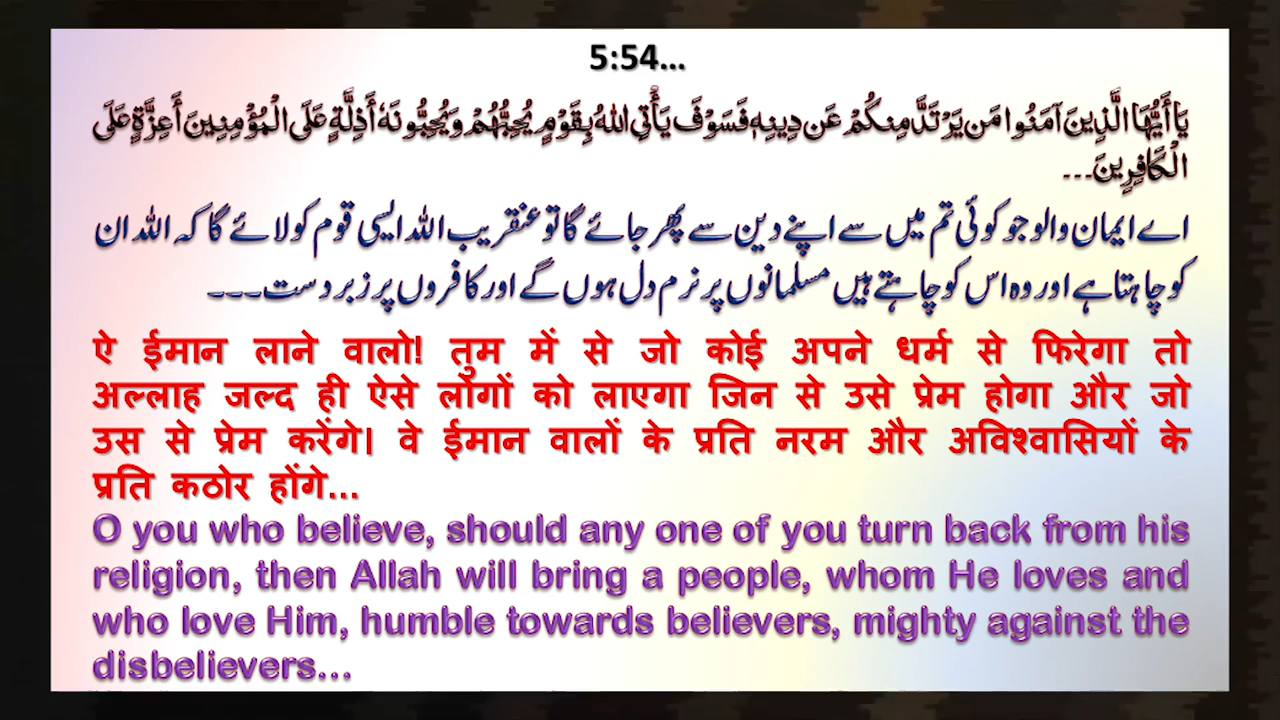 5:54...
يَا أَيُّهَا الَّذِينَ آمَنُوا مَن يَرْتَدَّ مِنكُمْ عَن دِينِهِ فَسَوْفَ يَأْتِي اللهُ بِقَوْمٍ يُحِبُّهُمْ وَيُحِبُّونَهُ أَذِلَّةٍ عَلَى الْمُؤْمِنِينَ أَعِزَّةٍ عَلَى
الْكَافِرِينَ...
اے ایمان والو جو کوئی تم میں سے اپنے دین سے پھر جائے گا تو عنقریب اللہ ایسی قوم کو لائے گا کہ اللہ ان
کو چاہتا ہے اور وہ اس کو چاہتے ہیں مسلمانوں پر نرم دل ہوں گے اور کافروں پر زبردست۔۔۔
ऐ ईमान लाने वालो! तुम में से जो कोई अपने धर्म से फिरेगा तो
अल्लाह जल्द ही ऐसे लोगों को लाएगा जिन से उसे प्रेम होगा और जो
उस से प्रेम करेंगे। वे ईमान वालों के प्रति नरम और अविश्वासियों के
प्रति कठोर होंगे...
O you who believe, should any one of you turn back from his
religion, then Allah will bring a people, whom He loves and
who love Him, humble towards believers, mighty against the
disbelievers...